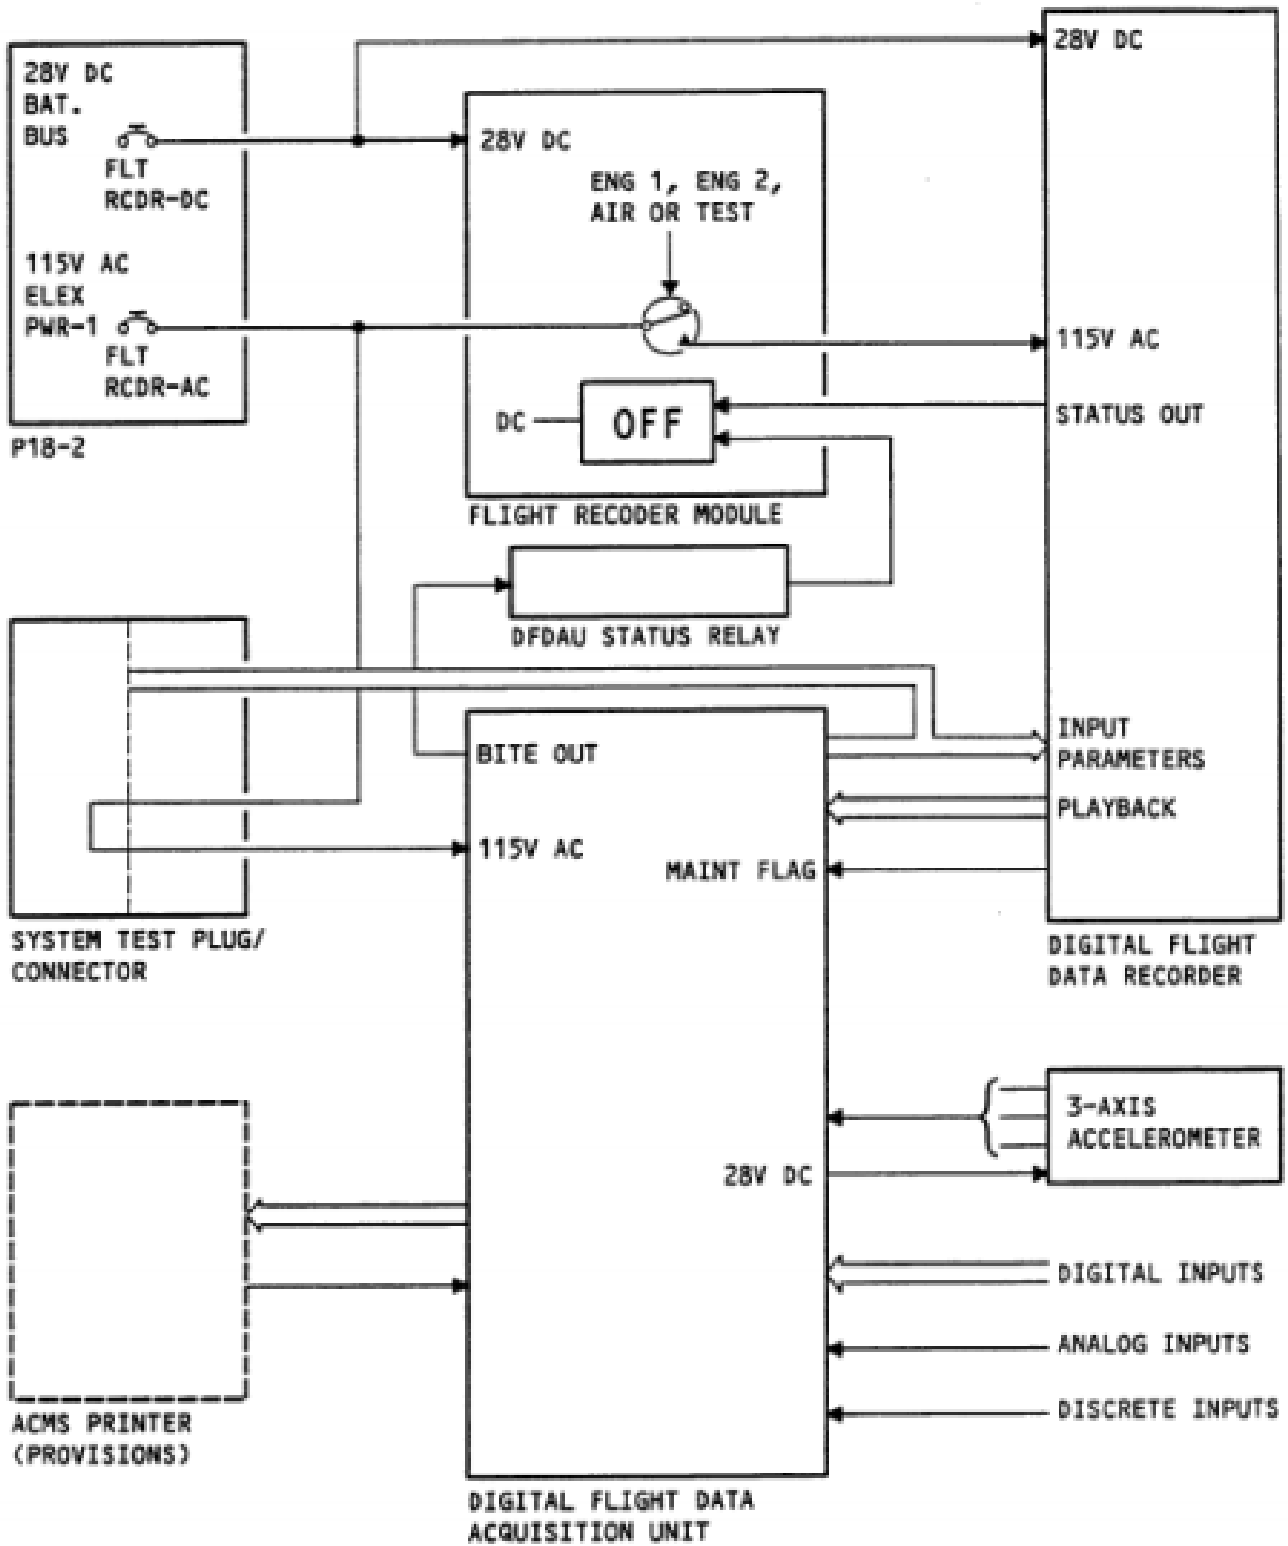 28V DC
BAT.
BUS
FLT
RCDR-DC
115V AC
ELEX
PWR-1
FLT
RCDR-AC
P18-2
28V DC
ENG 1, ENG 2,
AIR OR TEST
DC
OFF
FLIGHT RECODER MODULE
28V DC
115V AC
STATUS OUT
INPUT
PARAMETERS
PLAYBACK
DIGITAL FLIGHT
DATA RECORDER
DFDAU STATUS RELAY
SYSTEM TEST PLUG/
CONNECTOR
BITE OUT
115V AC
MAINT FLAG
28V DC
DIGITAL FLIGHT DATA
ACQUISITION UNIT
3-AXIS
ACCELEROMETER
DIGITAL INPUTS
ANALOG INPUTS
DISCRETE INPUTS
ACMS PRINTER
(PROVISIONS)